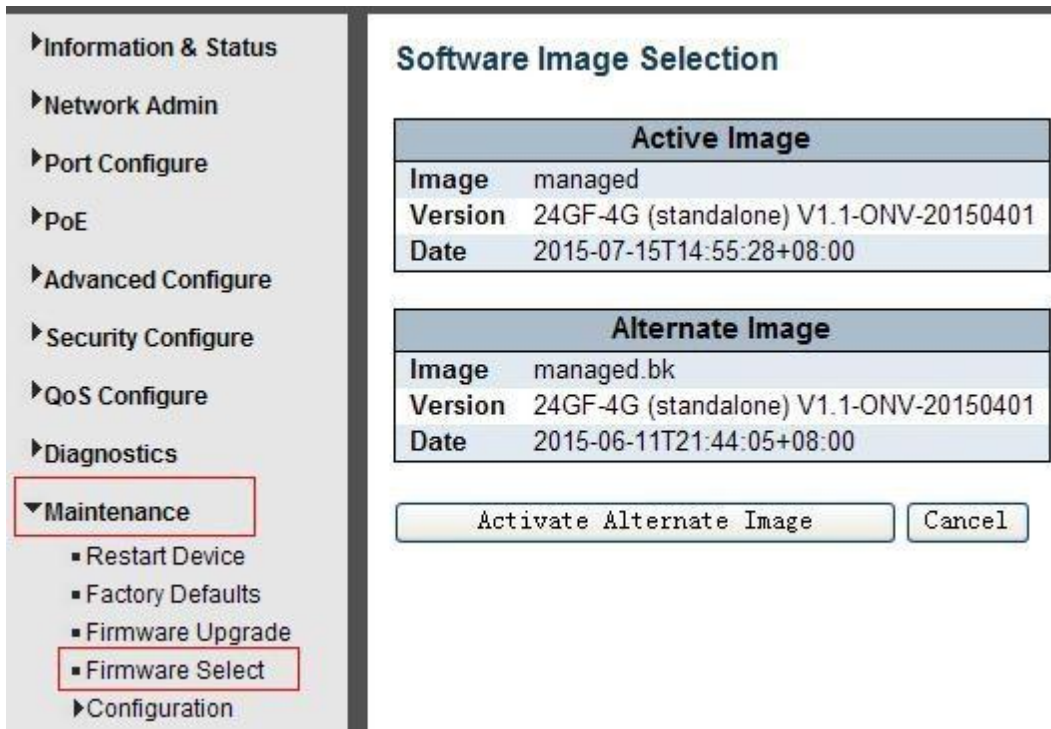 Information & Status
Network Admin
Port Configure
PoE
Advanced Configure
Security Configure
QoS Configure
Diagnostics
Maintenance
Restart Device
Factory Defaults
Firmware Upgrade
Firmware Select
Configuration
Software Image Selection
Active Image
Image managed
Version 24GF-4G (standalone) V1.1-ONV-20150401
Date 2015-07-15T14:55:28+08:00
Alternate Image
Image managed.bk
Version 24GF-4G (standalone) V1.1-ONV-20150401
Date 2015-06-11T21:44:05+08:00
Activate Alternate Image Cancel